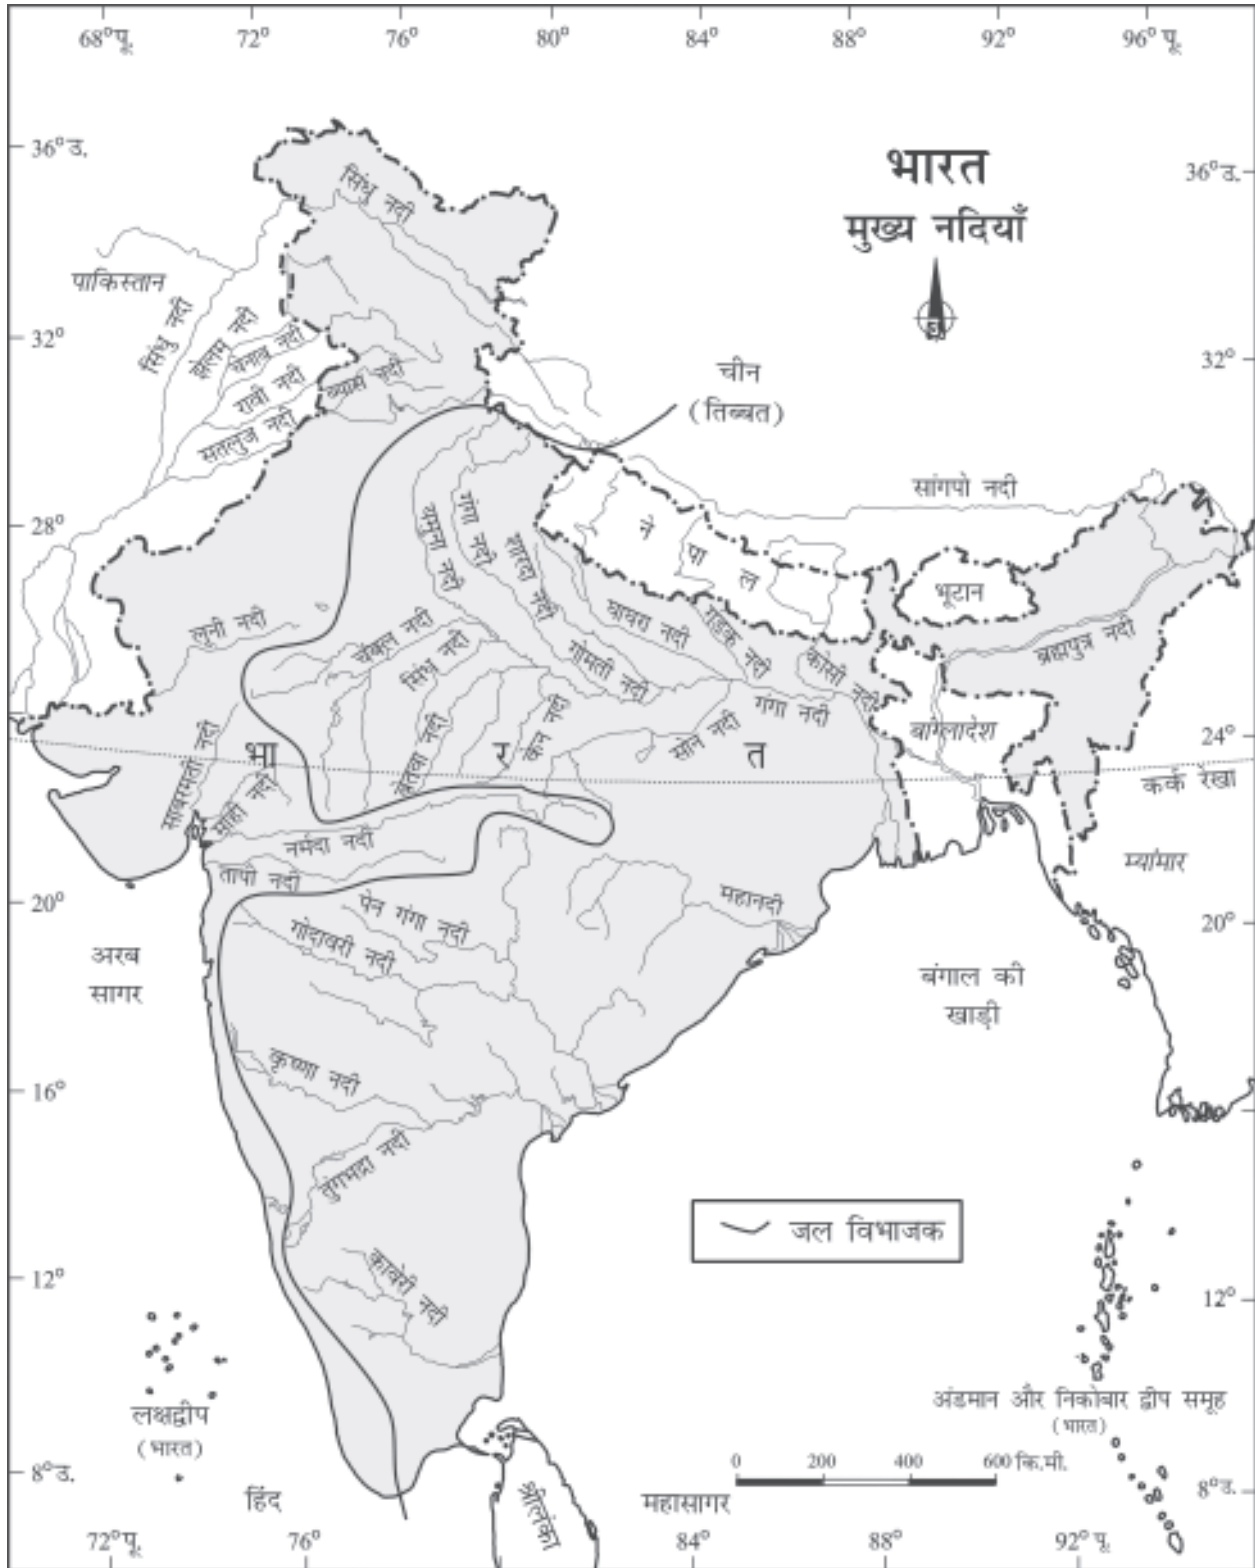 68°पू.
72°
76°
80°
84°
88°
92°
96°पू.
36°उ.
भारत
मुख्य नदियाँ
36°उ.
सिंधु नदी
पाकिस्तान
सिंधु नदी
झेलम नदी
चेनाब नदी
रावी नदी
व्यास नदी
सतलुज नदी
32°
32°
चीन
(तिब्बत)
सांगपो नदी
28°
यमुना नदी
गंगा नदी
शारदा नदी
ने
पा
ल
भूटान
लूनी नदी
चंबल नदी
सिंधु नदी
घाघरा नदी
गोमती नदी
गंडक नदी
कोसी नदी
ब्रह्मपुत्र नदी
गंगा नदी
बांग्लादेश
24°
साबरमती नदी
माही नदी
भा
र
त
बेतवा नदी
केन नदी
सोन नदी
कर्क रेखा
नर्मदा नदी
तापी नदी
म्यांमार
20°
पेन गंगा नदी
महानदी
20°
गोदावरी नदी
अरब
सागर
बंगाल की
खाड़ी
कृष्णा नदी
16°
तुंगभद्रा नदी
जल विभाजक
12°
कावेरी नदी
12°
लक्षद्वीप
(भारत)
अंडमान और निकोबार द्वीप समूह
(भारत)
0 200 400 600 कि.मी.
8°उ.
8°उ.
हिंद
महासागर
श्रीलंका
72°पू.
76°
84°
88°
92°पू.